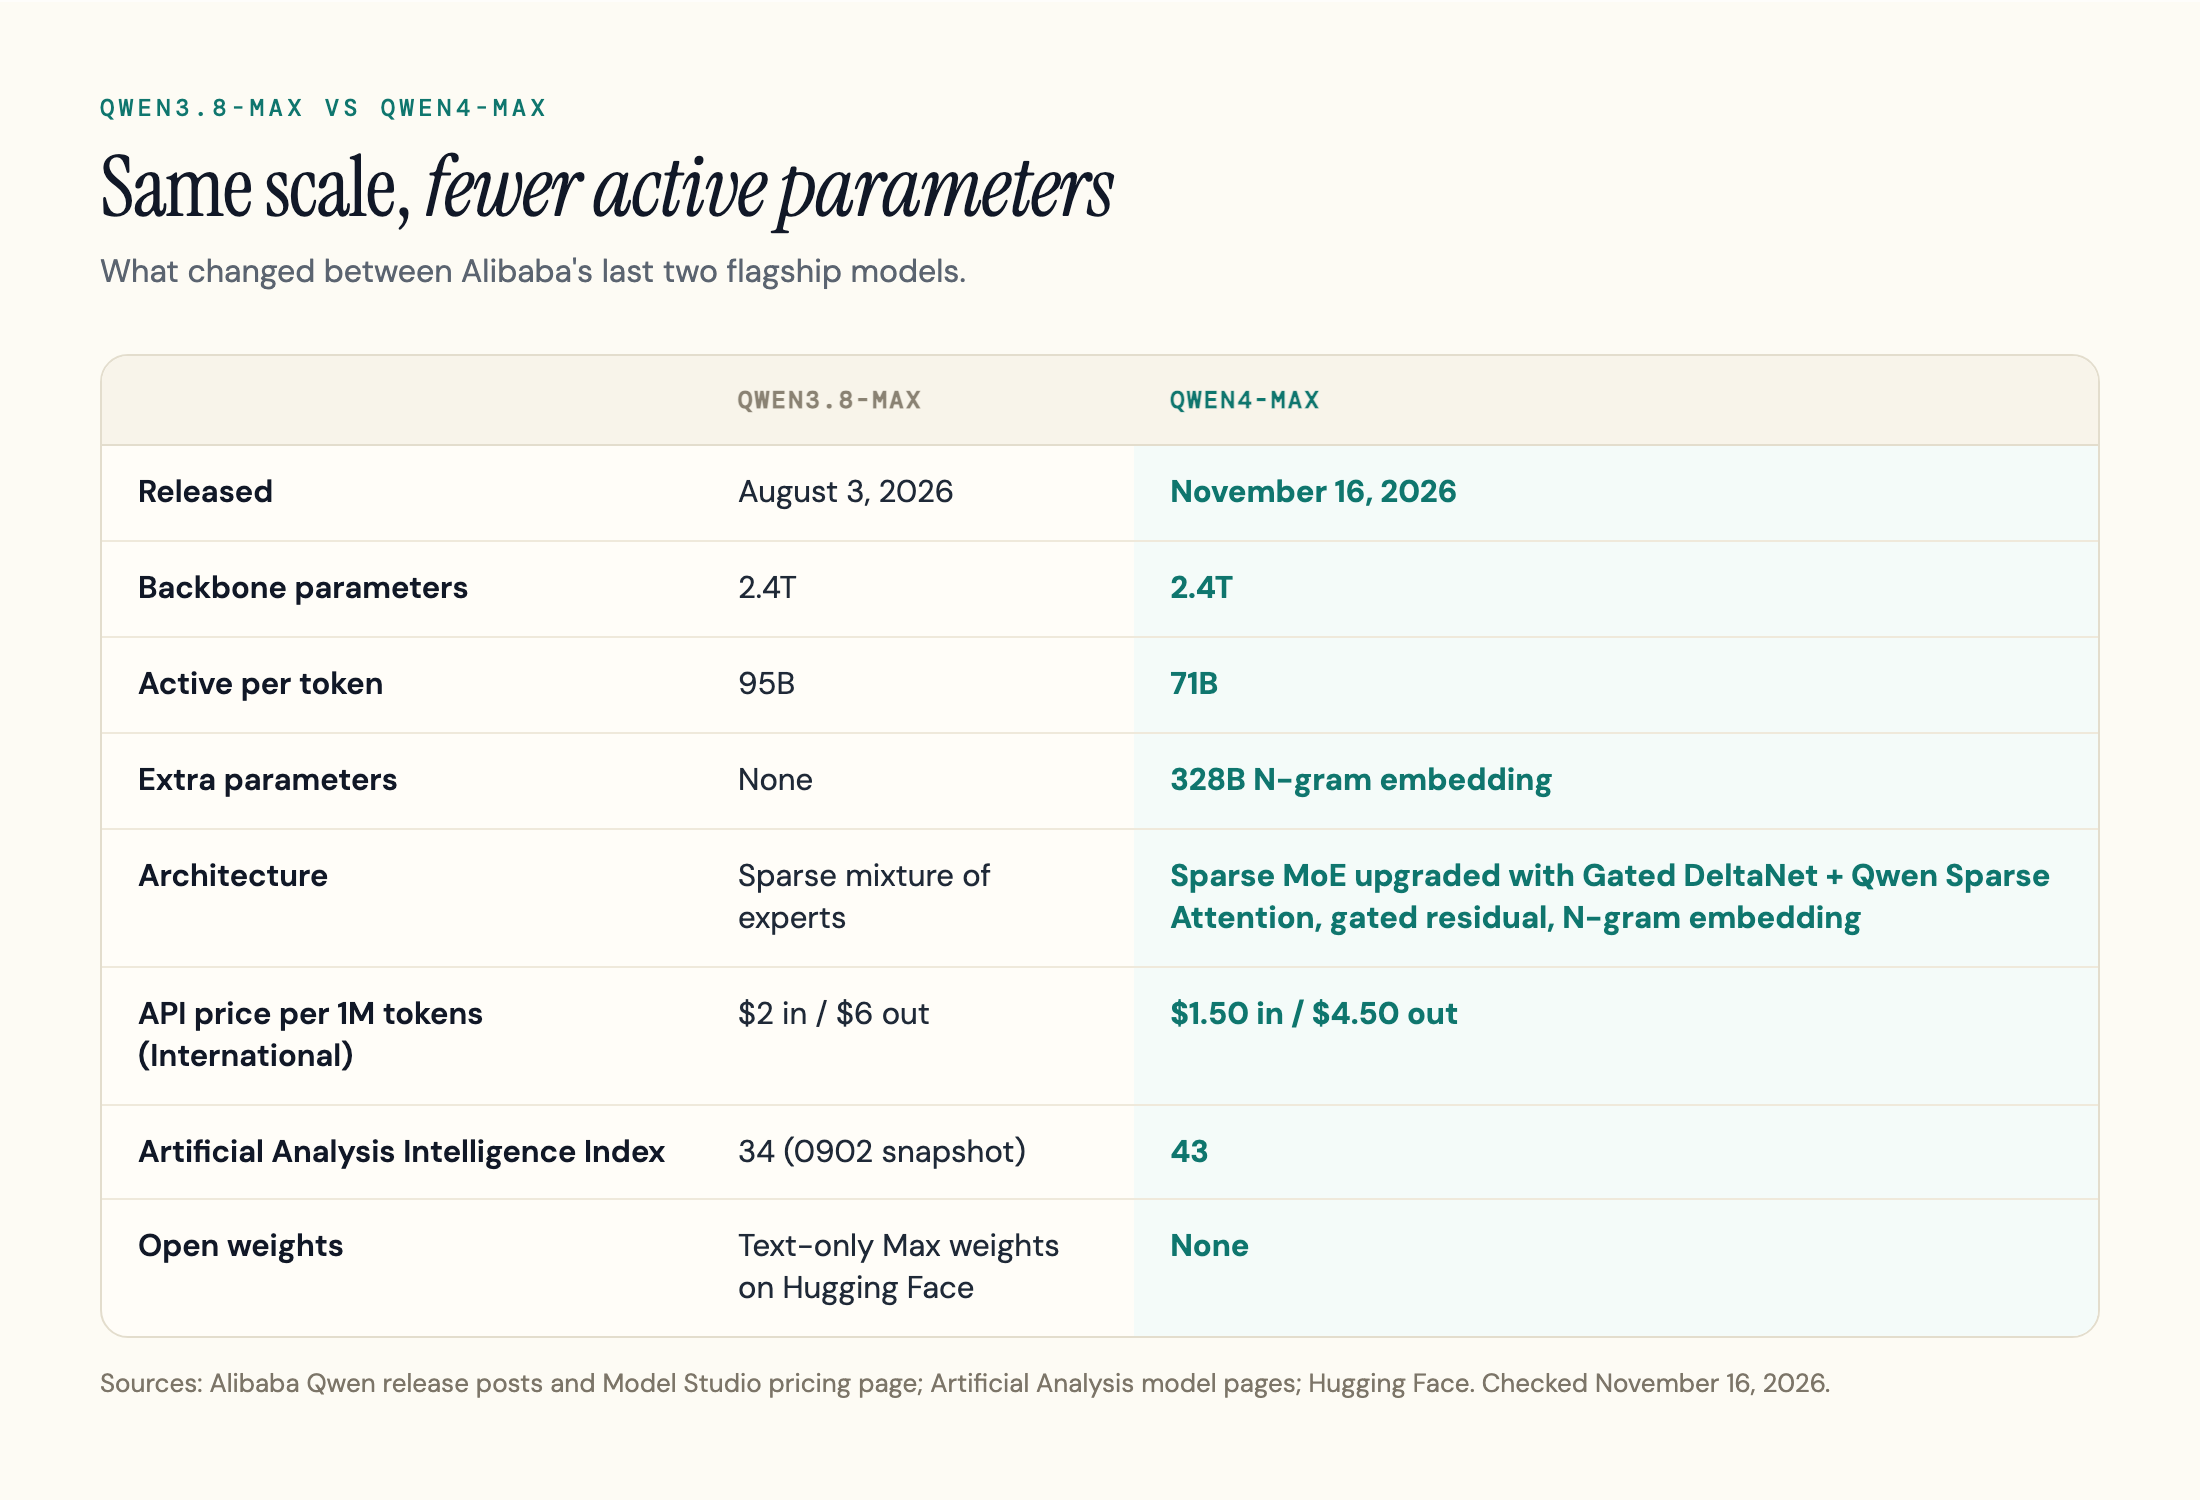 QWEN3.8-MAX VS QWEN4-MAX
Same scale, fewer active parameters
What changed between Alibaba's last two flagship models.
QWEN3.8-MAX QWEN4-MAX
Released August 3, 2026 November 16, 2026
Backbone parameters 2.4T 2.4T
Active per token 95B 71B
Extra parameters None 328B N-gram embedding
Architecture Sparse mixture of Sparse MoE upgraded with Gated DeltaNet + Qwen Sparse
experts Attention, gated residual, N-gram embedding
API price per 1M tokens $2 in / $6 out $1.50 in / $4.50 out
(International)
Artificial Analysis Intelligence Index 34 (0902 snapshot) 43
Open weights Text-only Max weights None
on Hugging Face
Sources: Alibaba Qwen release posts and Model Studio pricing page; Artificial Analysis model pages; Hugging Face. Checked November 16, 2026.